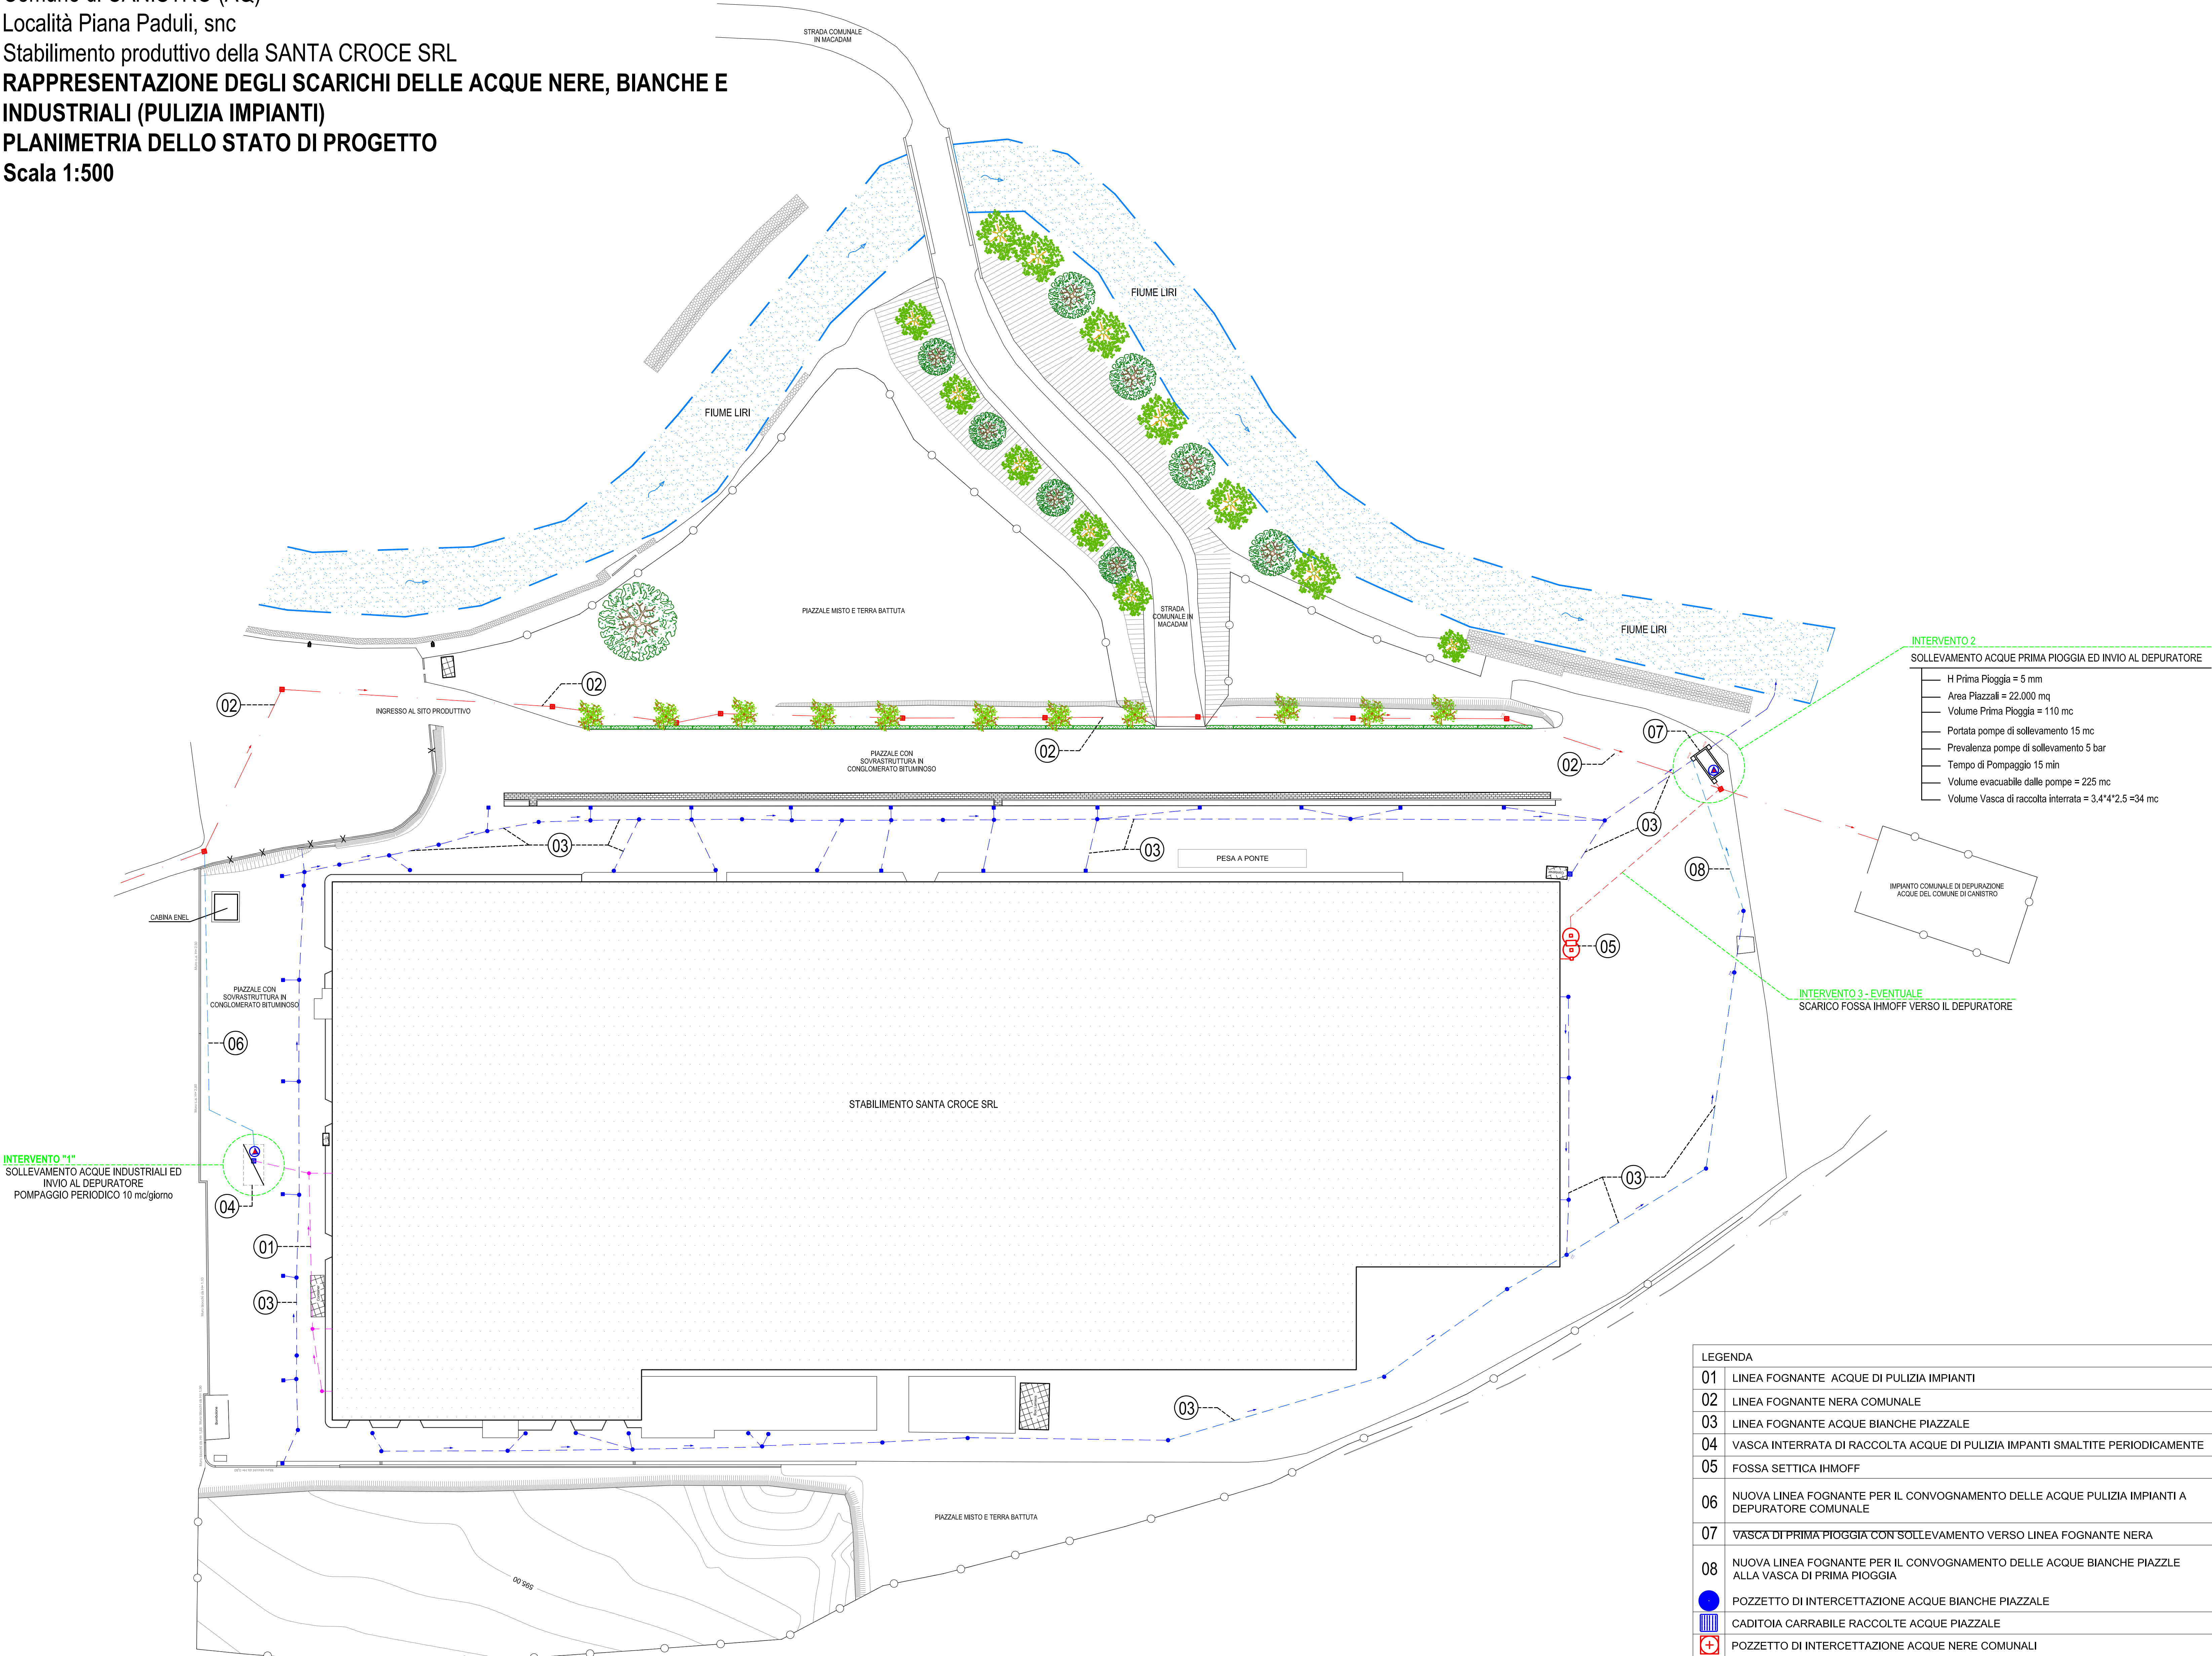 Comune di CANISTRO (AQ)
Località Piana Paduli, snc
Stabilimento produttivo della SANTA CROCE SRL
RAPPRESENTAZIONE DEGLI SCARICHI DELLE ACQUE NERE, BIANCHE E
INDUSTRIALI (PULIZIA IMPIANTI)
PLANIMETRIA DELLO STATO DI PROGETTO
Scala 1:500
STRADA COMUNALE
IN MACADAM
FIUME LIRI
FIUME LIRI
PIAZZALE MISTO E TERRA BATTUTA
STRADA
COMUNALE IN
MACADAM
FIUME LIRI
INTERVENTO 2
SOLLEVAMENTO ACQUE PRIMA PIOGGIA ED INVIO AL DEPURATORE
H Prima Pioggia = 5 mm
Area Piazzali = 22.000 mq
Volume Prima Pioggia = 110 mc
Portata pompe di sollevamento 15 mc
Prevalenza pompe di sollevamento 5 bar
Tempo di Pompaggio 15 min
Volume evacuabile dalle pompe = 225 mc
Volume Vasca di raccolta interrata = 3.4*4*2.5 =34 mc
02
02
INGRESSO AL SITO PRODUTTIVO
02
07
02
PIAZZALE CON
SOVRASTRUTTURA IN
CONGLOMERATO BITUMINOSO
03
03
03
PESA A PONTE
08
IMPIANTO COMUNALE DI DEPURAZIONE
ACQUE DEL COMUNE DI CANISTRO
CABINA ENEL
05
PIAZZALE CON
SOVRASTRUTTURA IN
CONGLOMERATO BITUMINOSO
INTERVENTO 3 - EVENTUALE
SCARICO FOSSA IHMOFF VERSO IL DEPURATORE
06
STABILIMENTO SANTA CROCE SRL
INTERVENTO "1"
SOLLEVAMENTO ACQUE INDUSTRIALI ED
INVIO AL DEPURATORE
POMPAGGIO PERIODICO 10 mc/giorno
03
04
01
03
03
PIAZZALE MISTO E TERRA BATTUTA
595.00
LEGENDA
01 LINEA FOGNANTE ACQUE DI PULIZIA IMPIANTI
02 LINEA FOGNANTE NERA COMUNALE
03 LINEA FOGNANTE ACQUE BIANCHE PIAZZALE
04 VASCA INTERRATA DI RACCOLTA ACQUE DI PULIZIA IMPANTI SMALTITE PERIODICAMENTE
05 FOSSA SETTICA IHMOFF
06 NUOVA LINEA FOGNANTE PER IL CONVOGNAMENTO DELLE ACQUE PULIZIA IMPIANTI A
DEPURATORE COMUNALE
07 VASCA DI PRIMA PIOGGIA CON SOLLEVAMENTO VERSO LINEA FOGNANTE NERA
08 NUOVA LINEA FOGNANTE PER IL CONVOGNAMENTO DELLE ACQUE BIANCHE PIAZZLE
ALLA VASCA DI PRIMA PIOGGIA
POZZETTO DI INTERCETTAZIONE ACQUE BIANCHE PIAZZALE
CADITOIA CARRABILE RACCOLTE ACQUE PIAZZALE
POZZETTO DI INTERCETTAZIONE ACQUE NERE COMUNALI